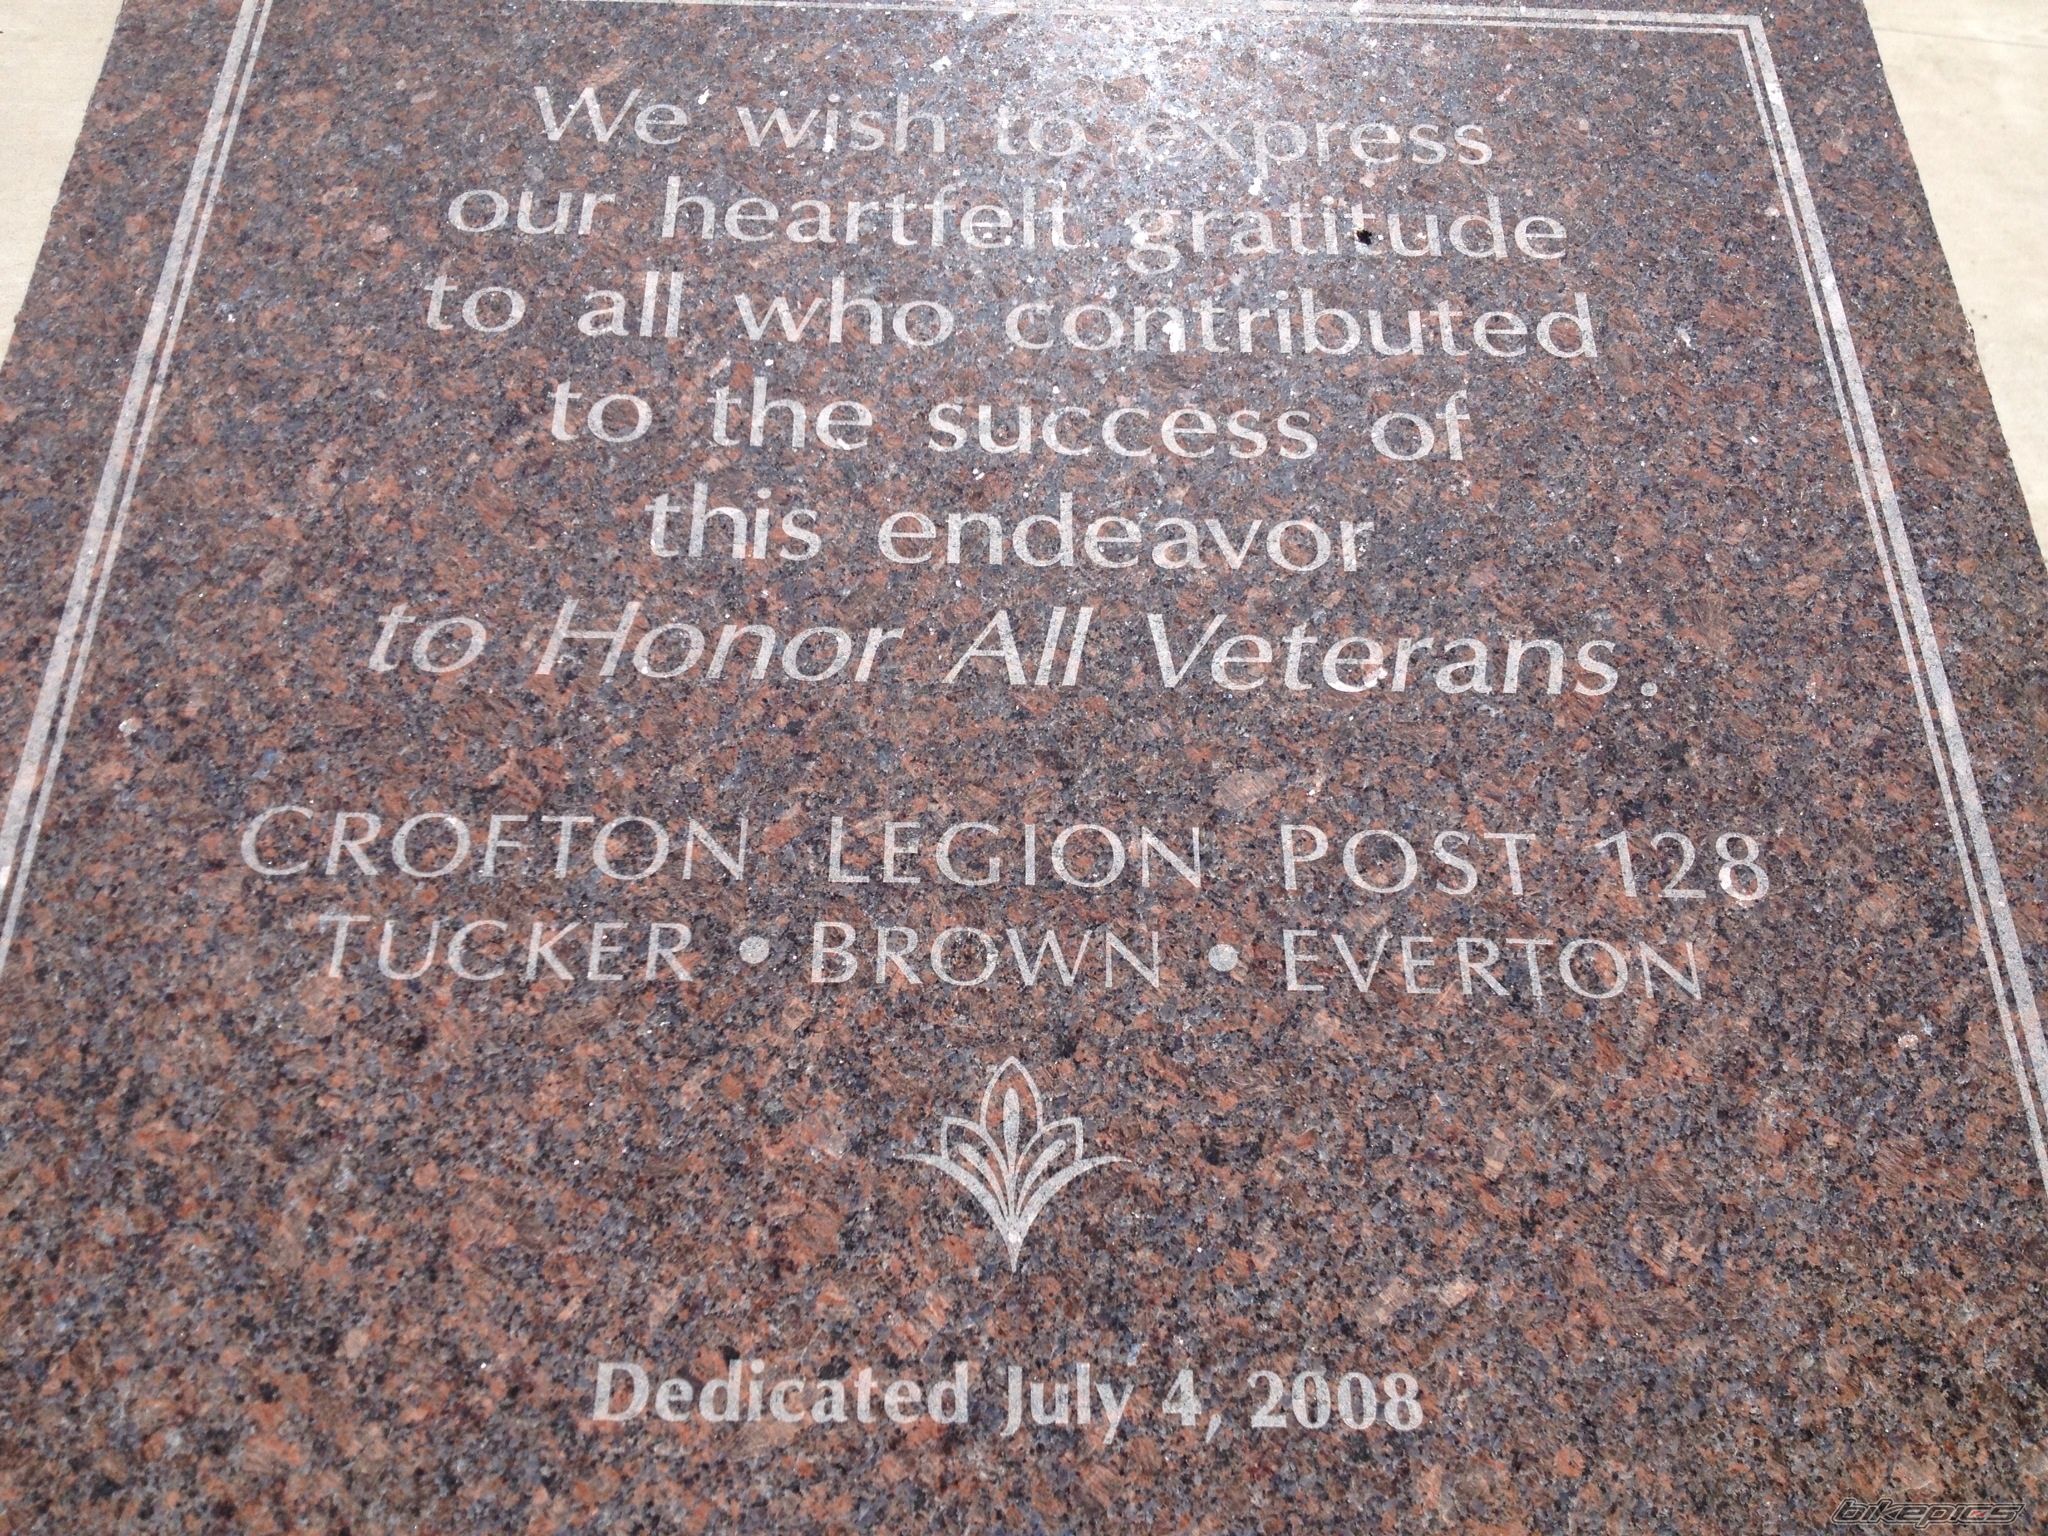 We wish to express
our heartfelt gratitude
to all who contributed
to the success of
this endeavor
to Honor All Veterans.
CROFTON LEGION POST 128
TUCKER • BROWN • EVERTON
Dedicated July 4, 2008
bikepics